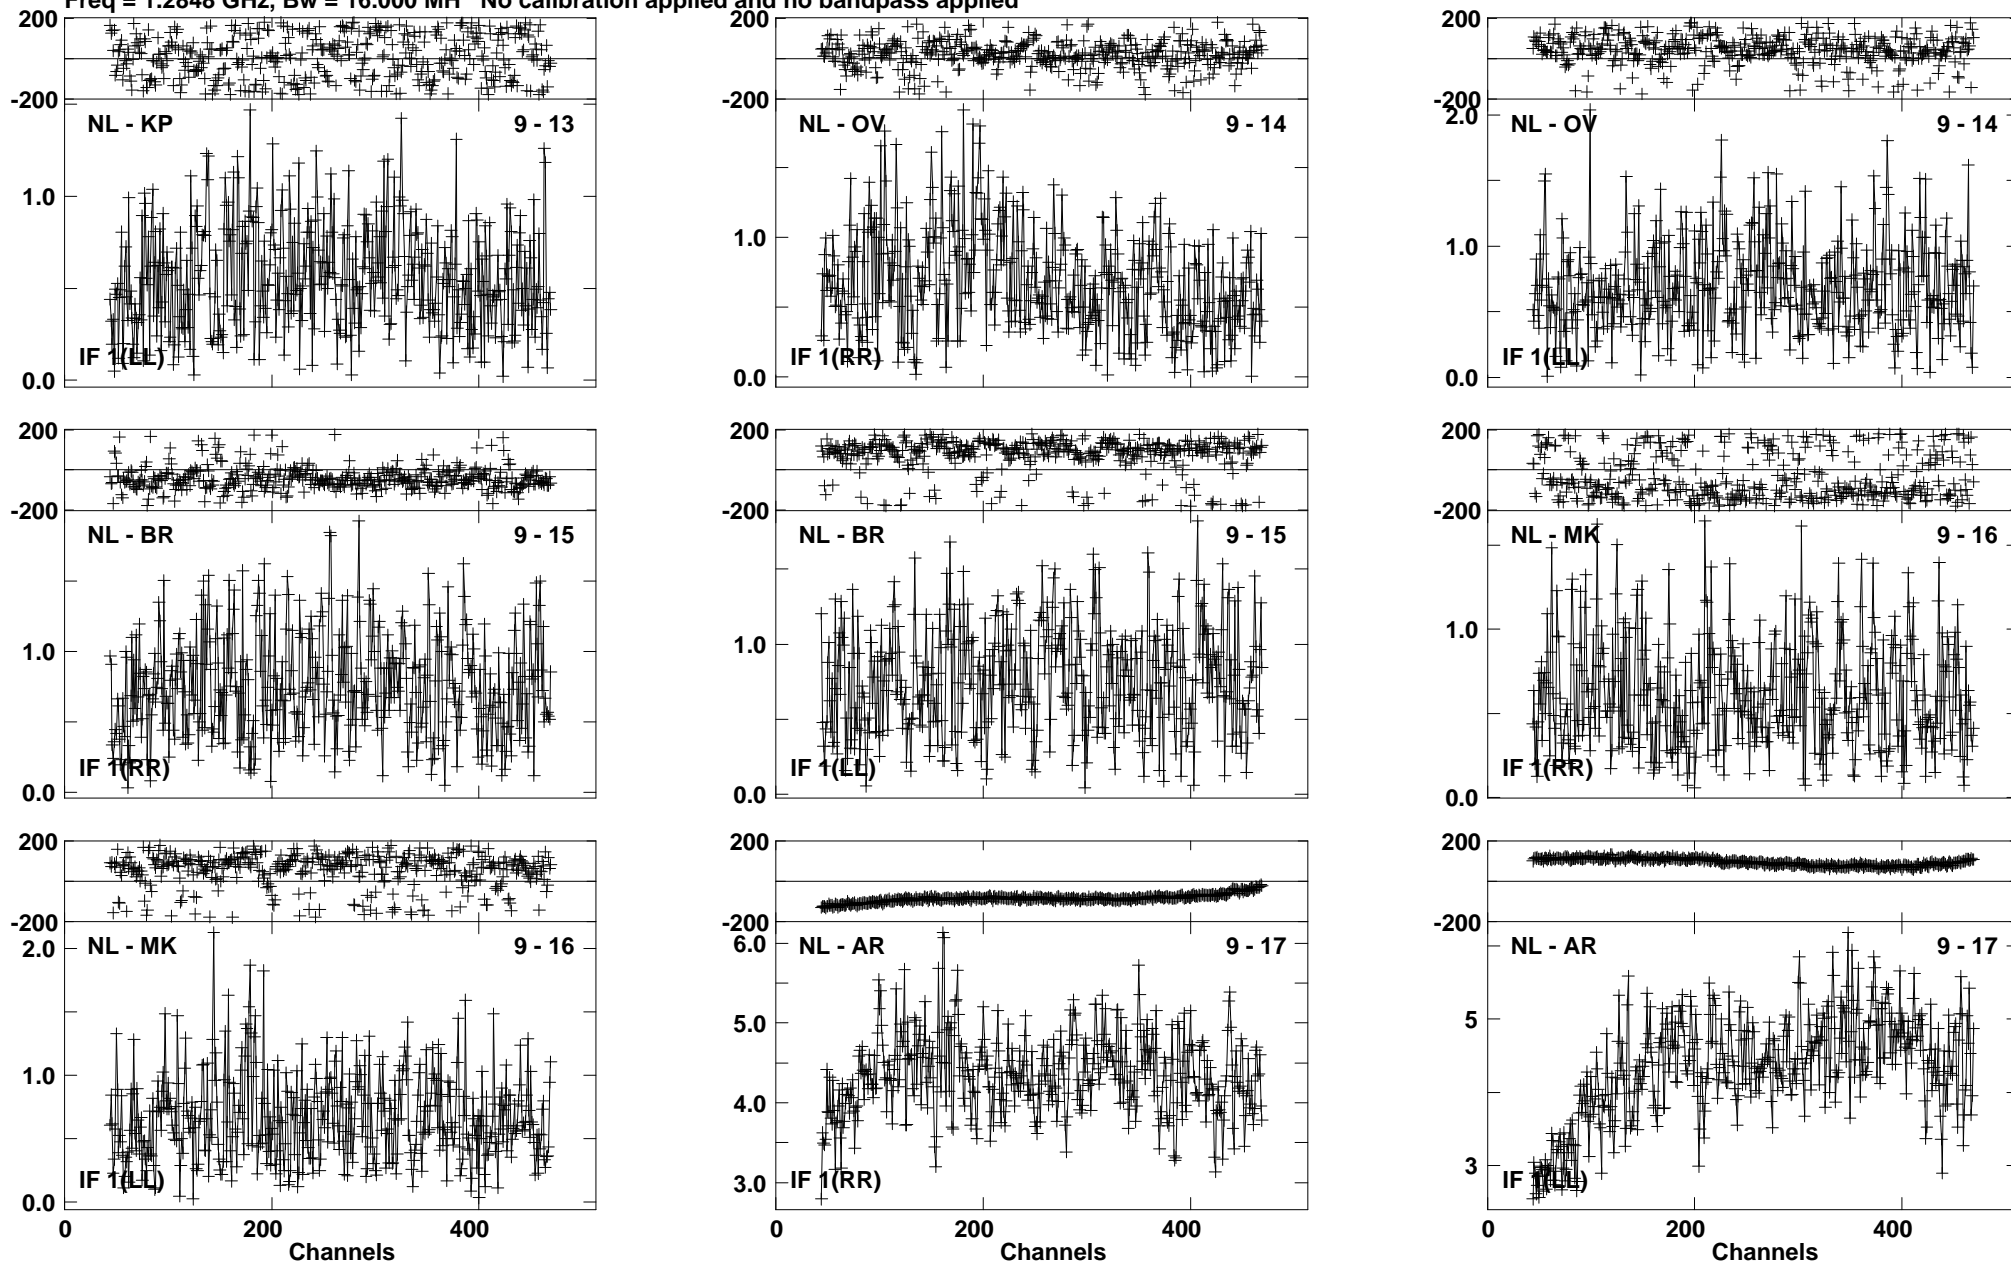 Freq = 1.2848 GHz, Bw = 16.000 MH No calibration applied and no bandpass applied
200
-200
NL - KP 9 - 13
1.0
0.0
IF 1(LL)
200
-200
NL - OV 9 - 14
1.0
0.0
IF 1(RR)
200
-200
2.0
NL - OV 9 - 14
1.0
0.0
IF 1(LL)
200
-200
NL - BR 9 - 15
1.0
0.0
IF 1(RR)
200
-200
NL - BR 9 - 15
1.0
0.0
IF 1(LL)
200
-200
NL - MK 9 - 16
1.0
0.0
IF 1(RR)
200
-200
2.0
NL - MK 9 - 16
1.0
0.0
IF 1(LL)
0 200 400
Channels
200
-200
6.0
NL - AR 9 - 17
5.0
4.0
3.0
IF 1(RR)
200 400
200
-200
NL - AR 9 - 17
5
3
IF 1(LL)
0 200 400
Channels